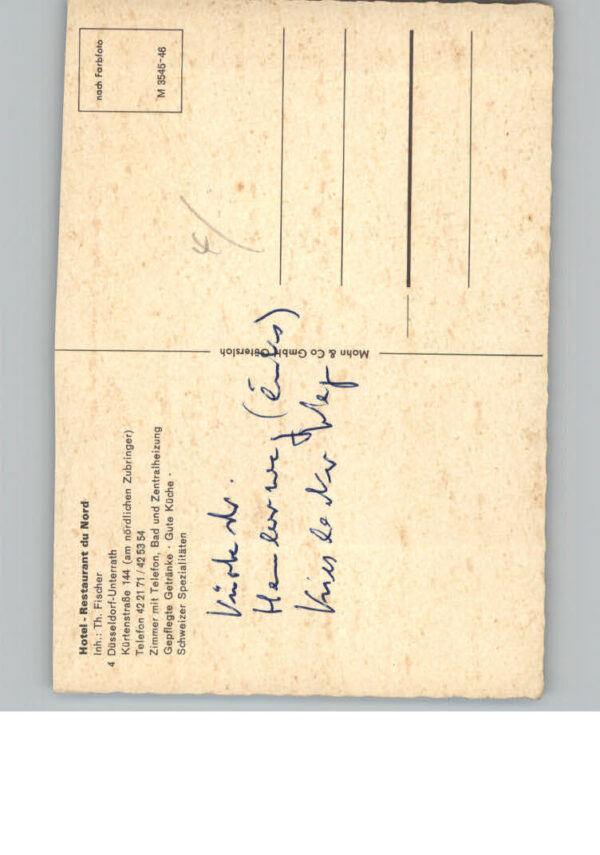 Hotel - Restaurant du Nord
Inh.: Th. Fischer
4 Düsseldorf-Unterrath
Kürtenstraße 144 (am nördlichen Zubringer)
Telefon 42 21 71 / 42 53 54
Zimmer mit Telefon, Bad und Zentralheizung
Gepflegte Getränke · Gute Küche ·
Schweizer Spezialitäten
(links)
Mohn & Co GmbH Gütersloh
nach Farbfoto
M 3545-46